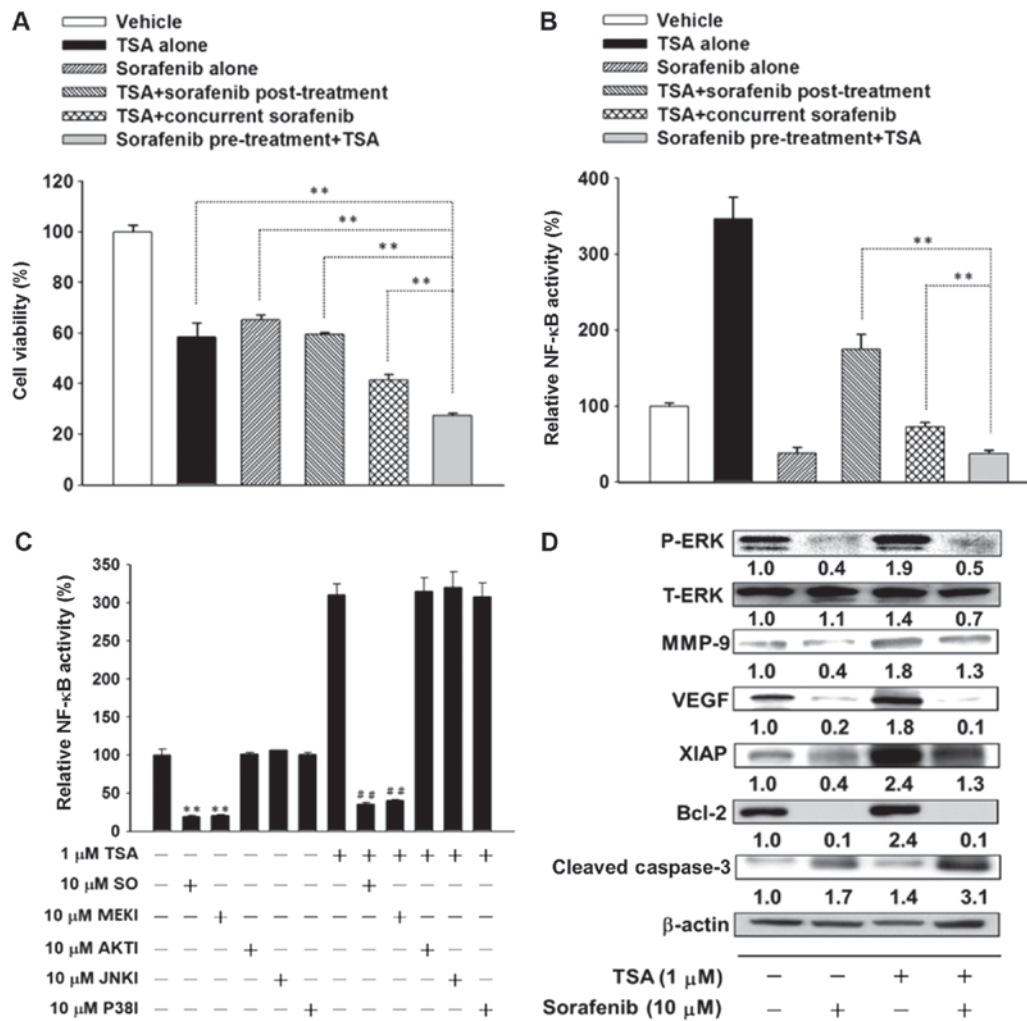 A
Vehicle
TSA alone
Sorafenib alone
TSA+sorafenib post-treatment
TSA+concurrent sorafenib
Sorafenib pre-treatment+TSA
Cell viability (%)
120
100
80
60
40
20
0
**
**
**
**
B
Vehicle
TSA alone
Sorafenib alone
TSA+sorafenib post-treatment
TSA+concurrent sorafenib
Sorafenib pre-treatment+TSA
Relative NF-κB activity (%)
400
300
200
100
0
**
**
C
Relative NF-κB activity (%)
350
300
250
200
150
100
50
0
** ** ## ##
1 μM TSA – – – – – – + + + + + +
10 μM SO – + – – – – – + – – – –
10 μM MEKI – – + – – – – – + – – –
10 μM AKTI – – – + – – – – – + – –
10 μM JNKI – – – – + – – – – – + –
10 μM P38I – – – – – + – – – – – +
D
P-ERK
1.0 0.4 1.9 0.5
T-ERK
1.0 1.1 1.4 0.7
MMP-9
1.0 0.4 1.8 1.3
VEGF
1.0 0.2 1.8 0.1
XIAP
1.0 0.4 2.4 1.3
Bcl-2
1.0 0.1 2.4 0.1
Cleaved caspase-3
1.0 1.7 1.4 3.1
β-actin
TSA (1 μM) – – + +
Sorafenib (10 μM) – + – +